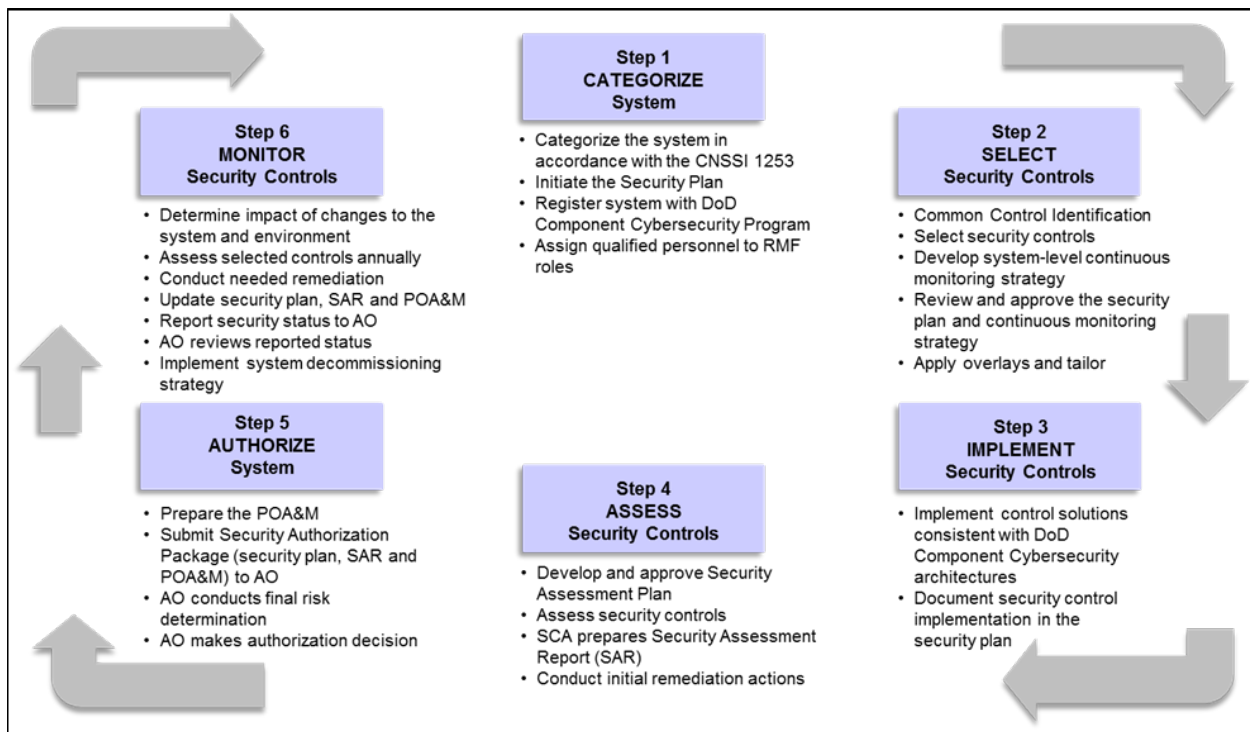 Step 1
CATEGORIZE
System
• Categorize the system in
accordance with the CNSSI 1253
• Initiate the Security Plan
• Register system with DoD
Component Cybersecurity Program
• Assign qualified personnel to RMF
roles
Step 2
SELECT
Security Controls
• Common Control Identification
• Select security controls
• Develop system-level continuous
monitoring strategy
• Review and approve the security
plan and continuous monitoring
strategy
• Apply overlays and tailor
Step 3
IMPLEMENT
Security Controls
• Implement control solutions
consistent with DoD
Component Cybersecurity
architectures
• Document security control
implementation in the
security plan
Step 4
ASSESS
Security Controls
• Develop and approve Security
Assessment Plan
• Assess security controls
• SCA prepares Security Assessment
Report (SAR)
• Conduct initial remediation actions
Step 5
AUTHORIZE
System
• Prepare the POA&M
• Submit Security Authorization
Package (security plan, SAR and
POA&M) to AO
• AO conducts final risk
determination
• AO makes authorization decision
Step 6
MONITOR
Security Controls
• Determine impact of changes to the
system and environment
• Assess selected controls annually
• Conduct needed remediation
• Update security plan, SAR and POA&M
• Report security status to AO
• AO reviews reported status
• Implement system decommissioning
strategy